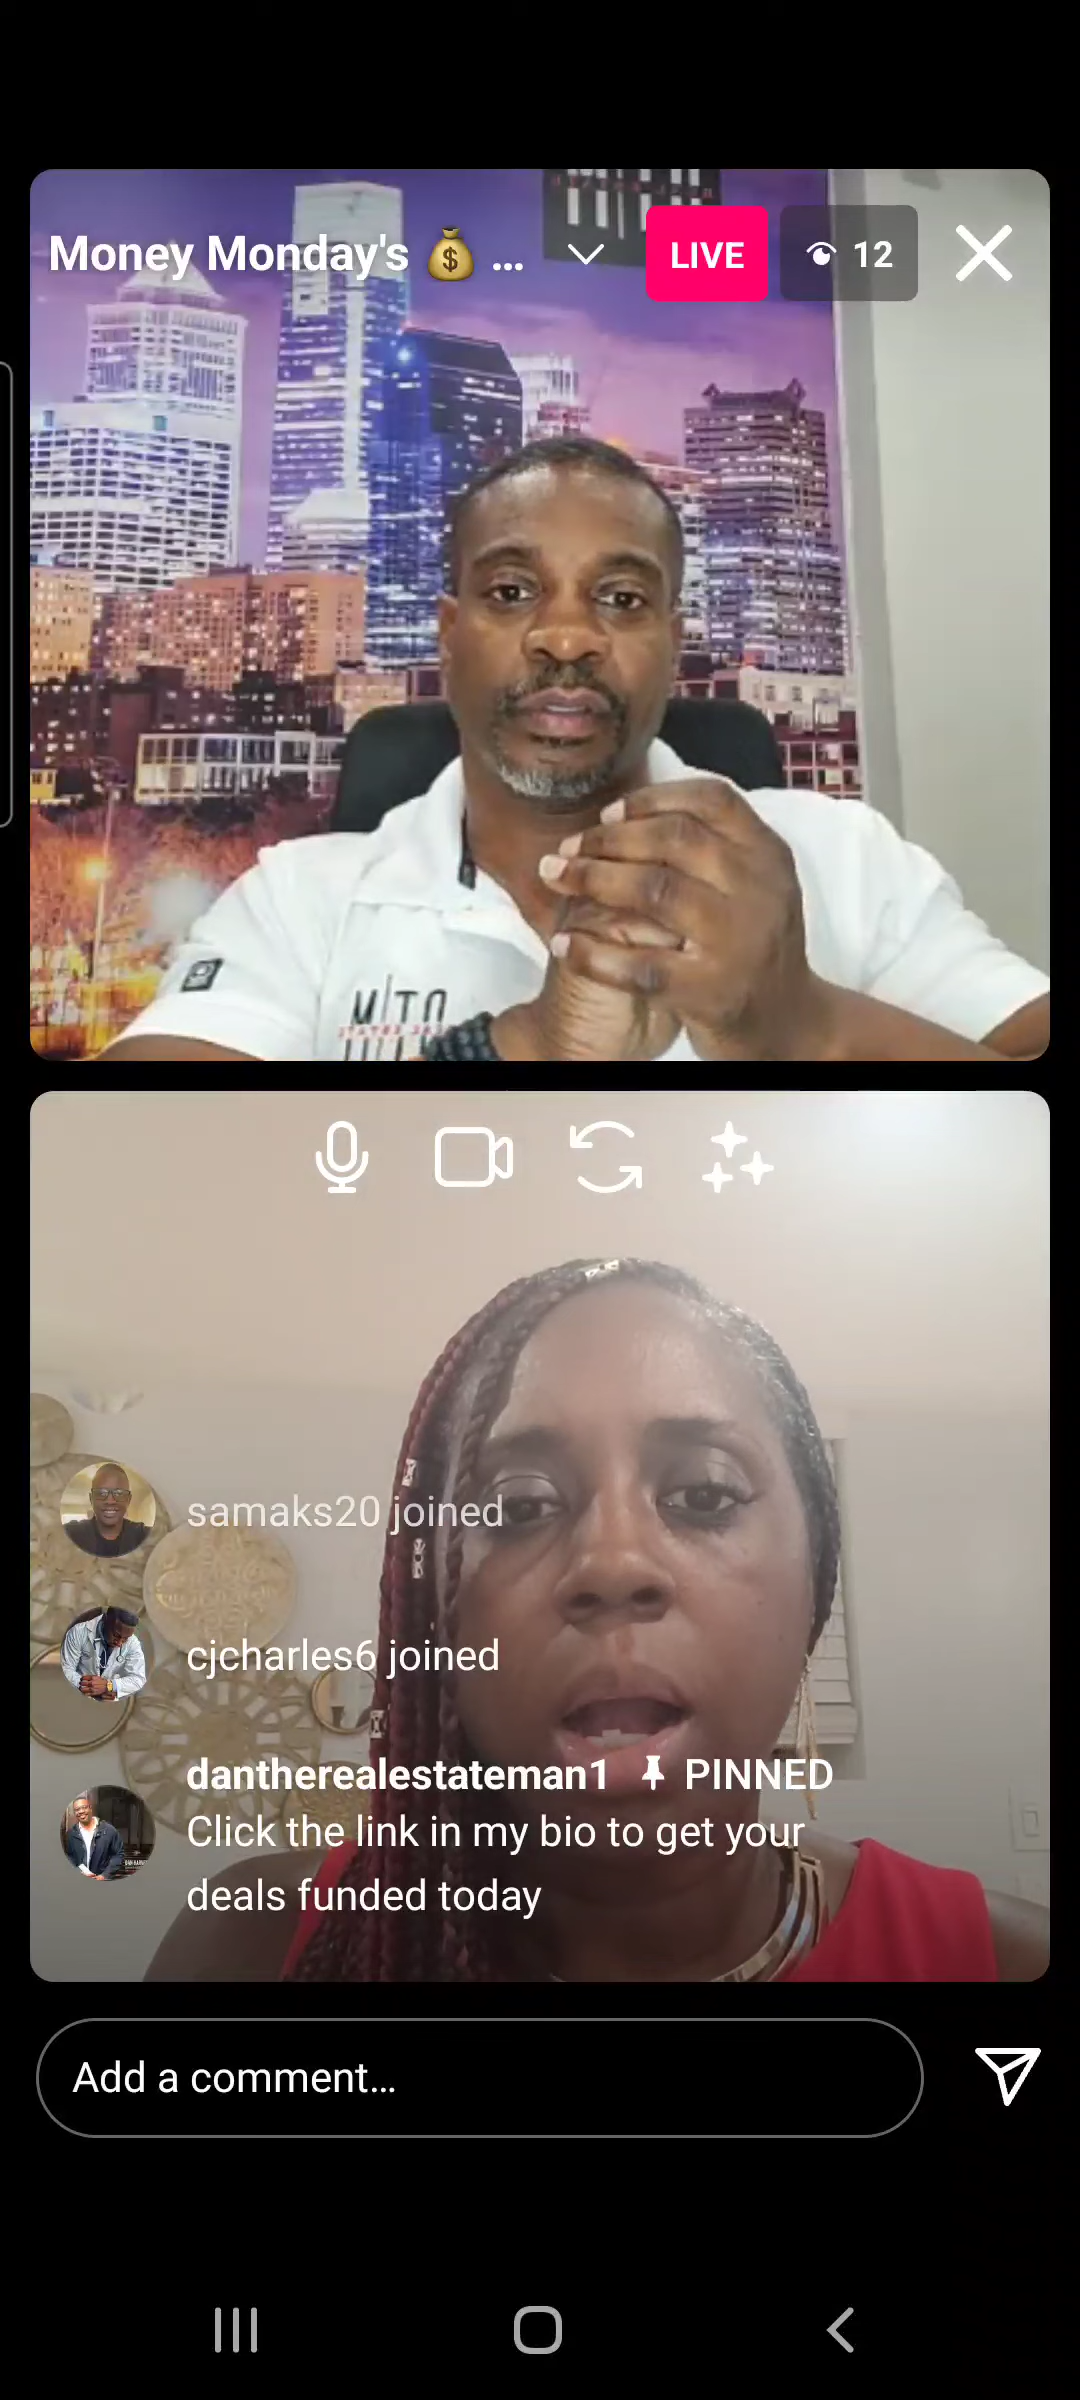 Money Monday's 💰 ...
LIVE
12
samaks20 joined
cjcharles6 joined
dantherealestateman1 PINNED
Click the link in my bio to get your
deals funded today
Add a comment...